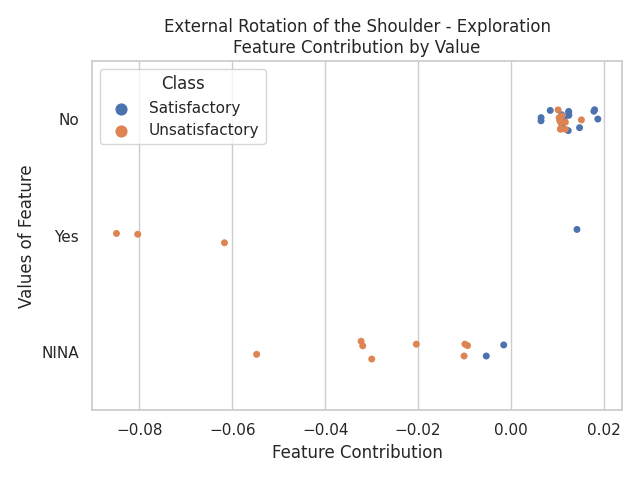 External Rotation of the Shoulder - Exploration
Feature Contribution by Value
Class
Satisfactory
Unsatisfactory
Values of Feature
No
Yes
NINA
−0.08 −0.06 −0.04 −0.02 0.00 0.02
Feature Contribution